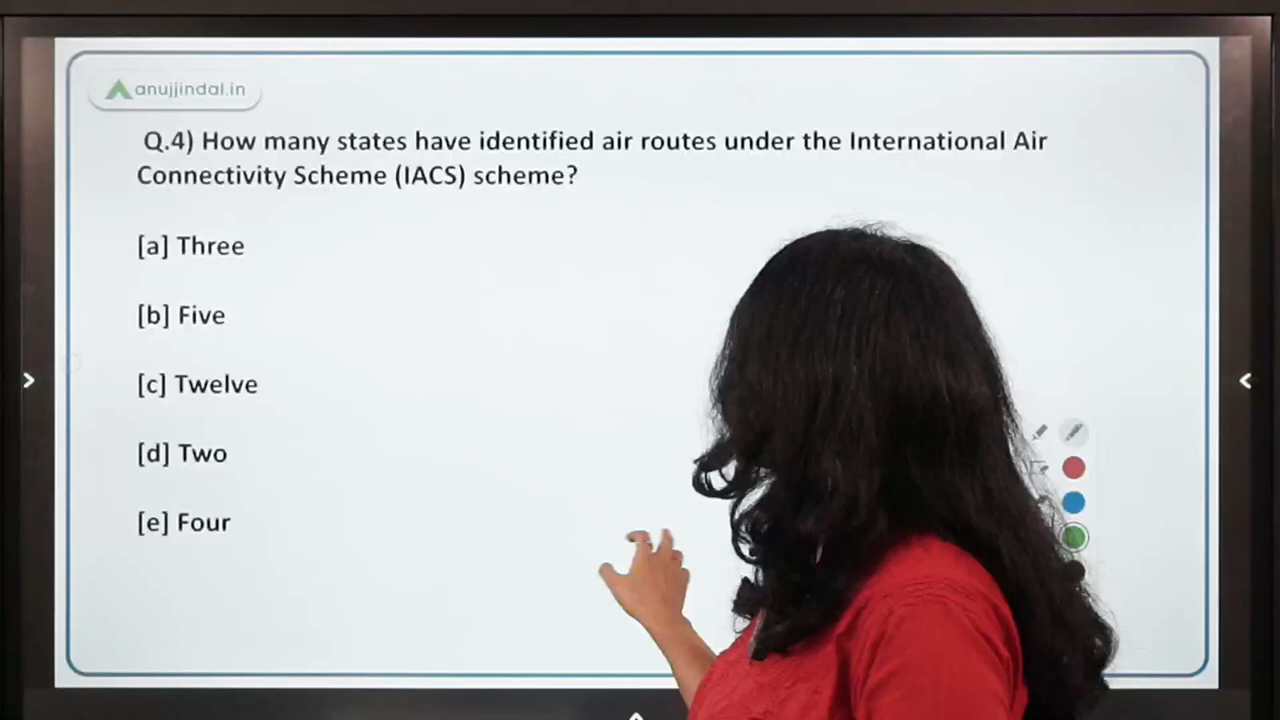 anujjindal.in
Q.4) How many states have identified air routes under the International Air
Connectivity Scheme (IACS) scheme?
[a] Three
[b] Five
[c] Twelve
[d] Two
[e] Four